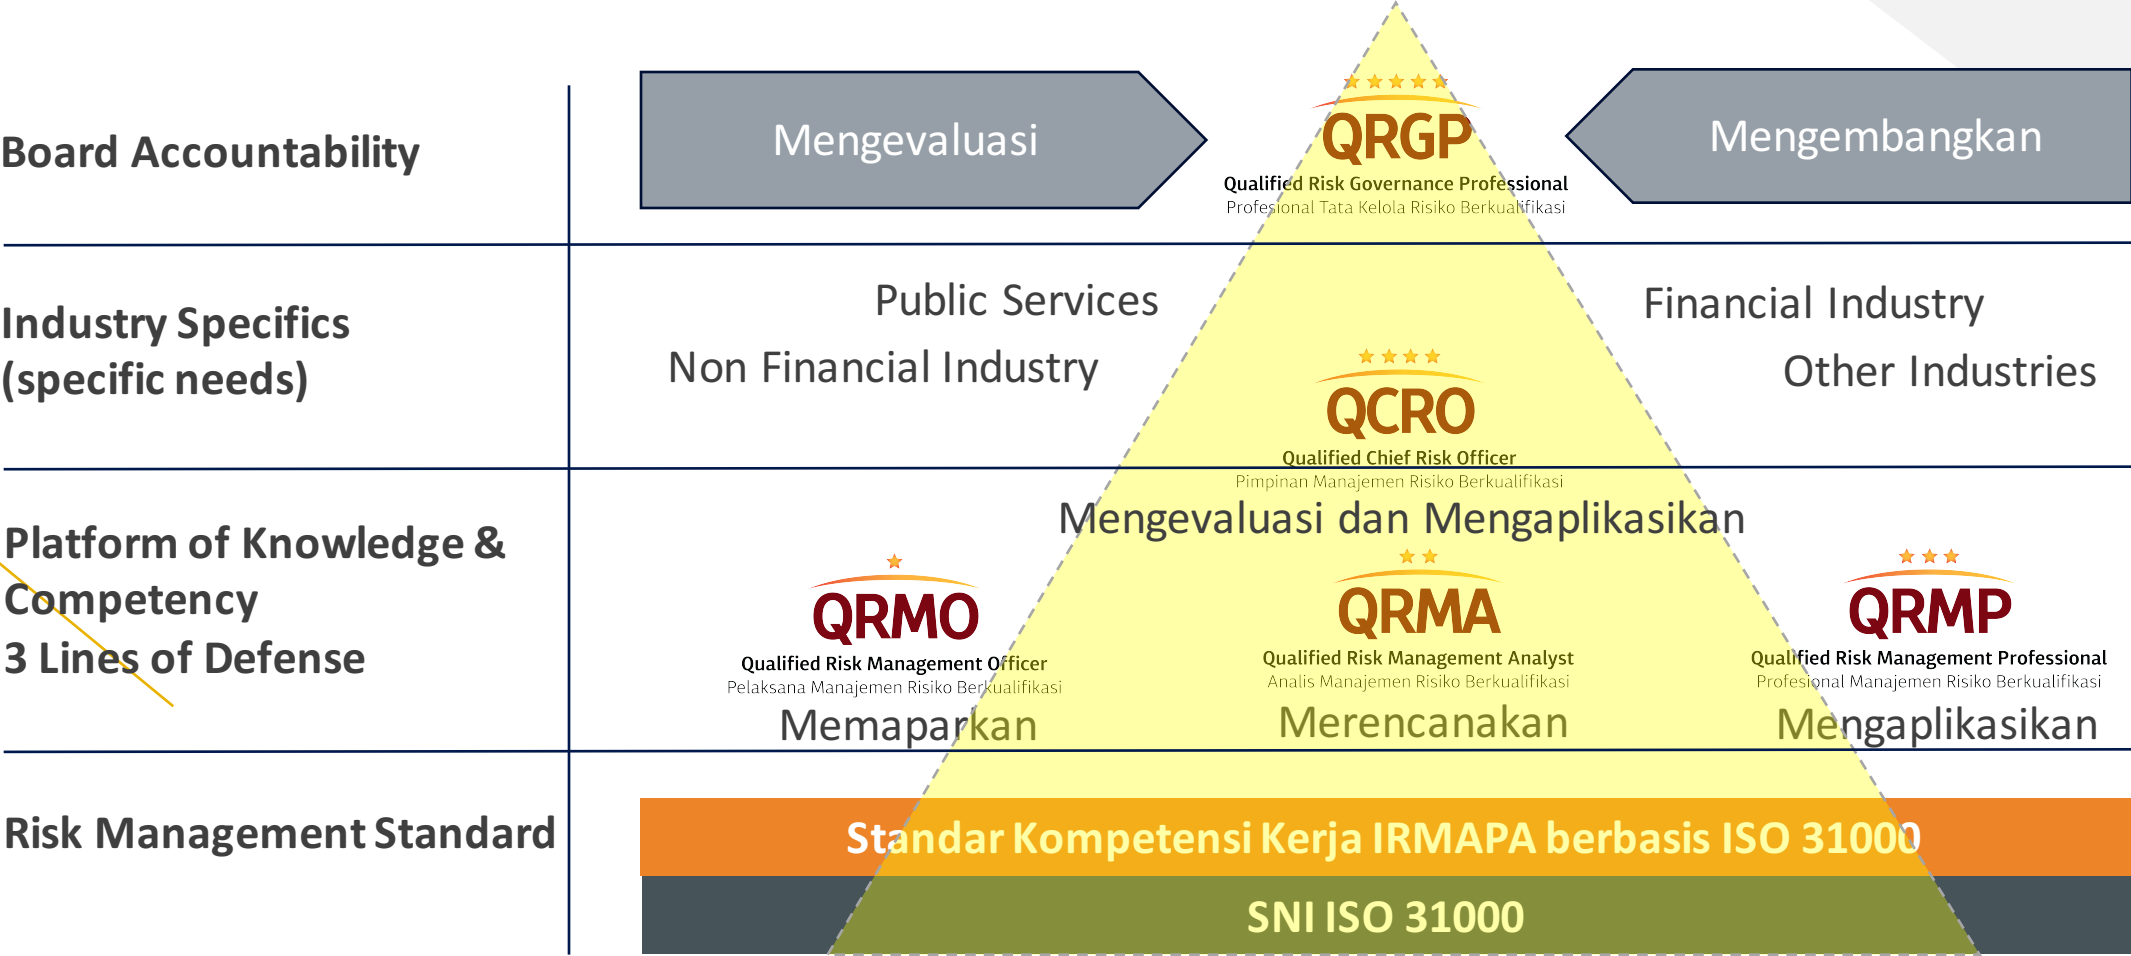 Board Accountability
Mengevaluasi
QRGP
Qualified Risk Governance Professional
Profesional Tata Kelola Risiko Berkualifikasi
Mengembangkan
Industry Specifics
(specific needs)
Public Services
Non Financial Industry
Financial Industry
Other Industries
QCRO
Qualified Chief Risk Officer
Pimpinan Manajemen Risiko Berkualifikasi
Mengevaluasi dan Mengaplikasikan
Platform of Knowledge &
Competency
3 Lines of Defense
QRMO
Qualified Risk Management Officer
Pelaksana Manajemen Risiko Berkualifikasi
Memaparkan
QRMA
Qualified Risk Management Analyst
Analis Manajemen Risiko Berkualifikasi
Merencanakan
QRMP
Qualified Risk Management Professional
Profesional Manajemen Risiko Berkualifikasi
Mengaplikasikan
Risk Management Standard
Standar Kompetensi Kerja IRMAPA berbasis ISO 31000
SNI ISO 31000